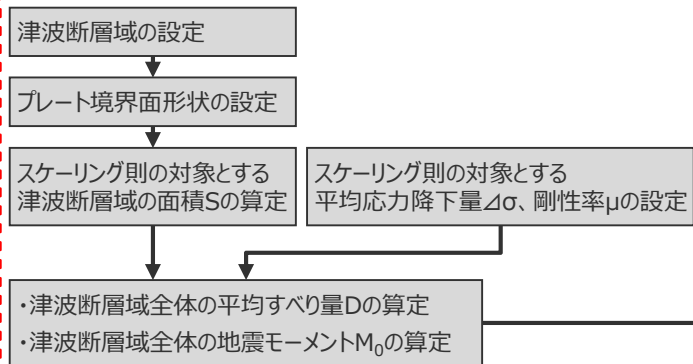 津波断層域の設定
プレート境界面形状の設定
スケーリング則の対象とする
津波断層域の面積Sの算定
スケーリング則の対象とする
平均応力降下量⊿σ、剛性率μの設定
・津波断層域全体の平均すべり量Dの算定
・津波断層域全体の地震モーメントM₀の算定